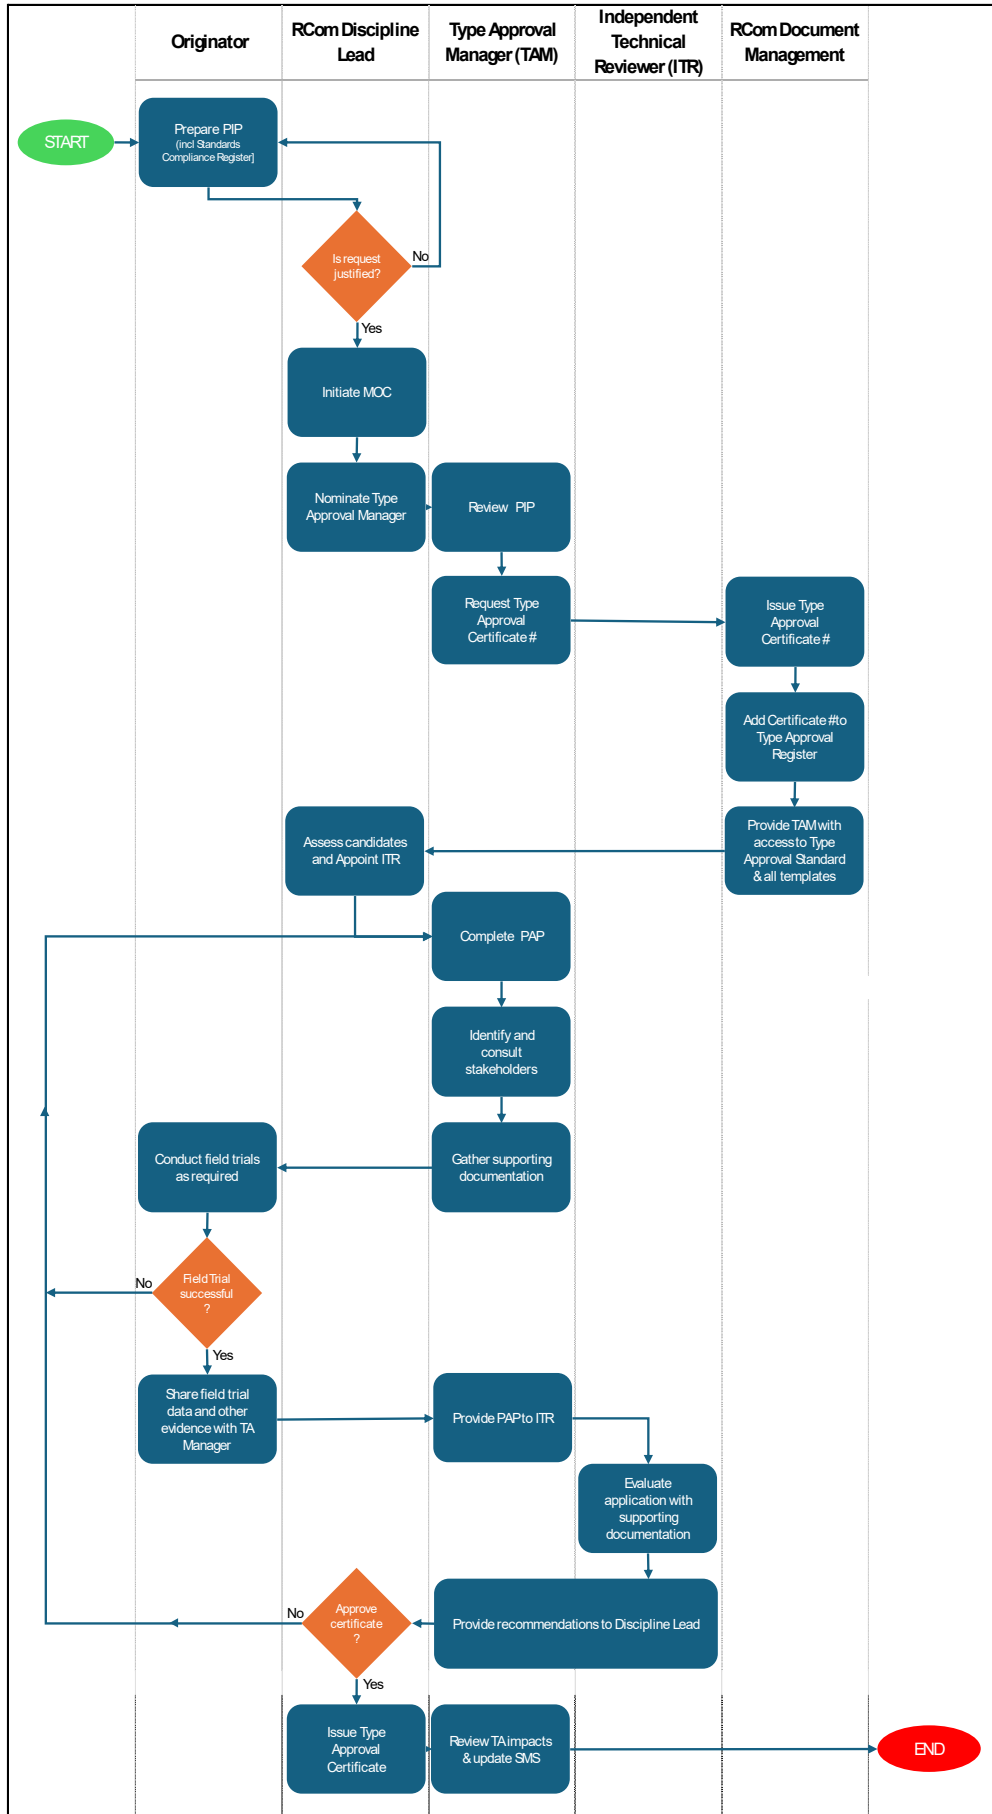 Originator
RCom Discipline
Lead
Type Approval
Manager (TAM)
Independent
Technical
Reviewer (ITR)
RCom Document
Management
START
Prepare PIP
(incl Standards
Compliance Register]
Is request
justified?
No
Yes
Initiate MOC
Nominate Type
Approval Manager
Review PIP
Request Type
Approval
Certificate #
Issue Type
Approval
Certificate #
Add Certificate # to
Type Approval
Register
Provide TAM with
access to Type
Approval Standard
& all templates
Assess candidates
and Appoint ITR
Complete PAP
Identify and
consult
stakeholders
Gather supporting
documentation
Conduct field trials
as required
Field Trial
successful
?
No
Yes
Share field trial
data and other
evidence with TA
Manager
Provide PAP to ITR
Evaluate
application with
supporting
documentation
Provide recommendations to Discipline Lead
Approve
certificate
?
No
Yes
Issue Type
Approval
Certificate
Review TA impacts
& update SMS
END